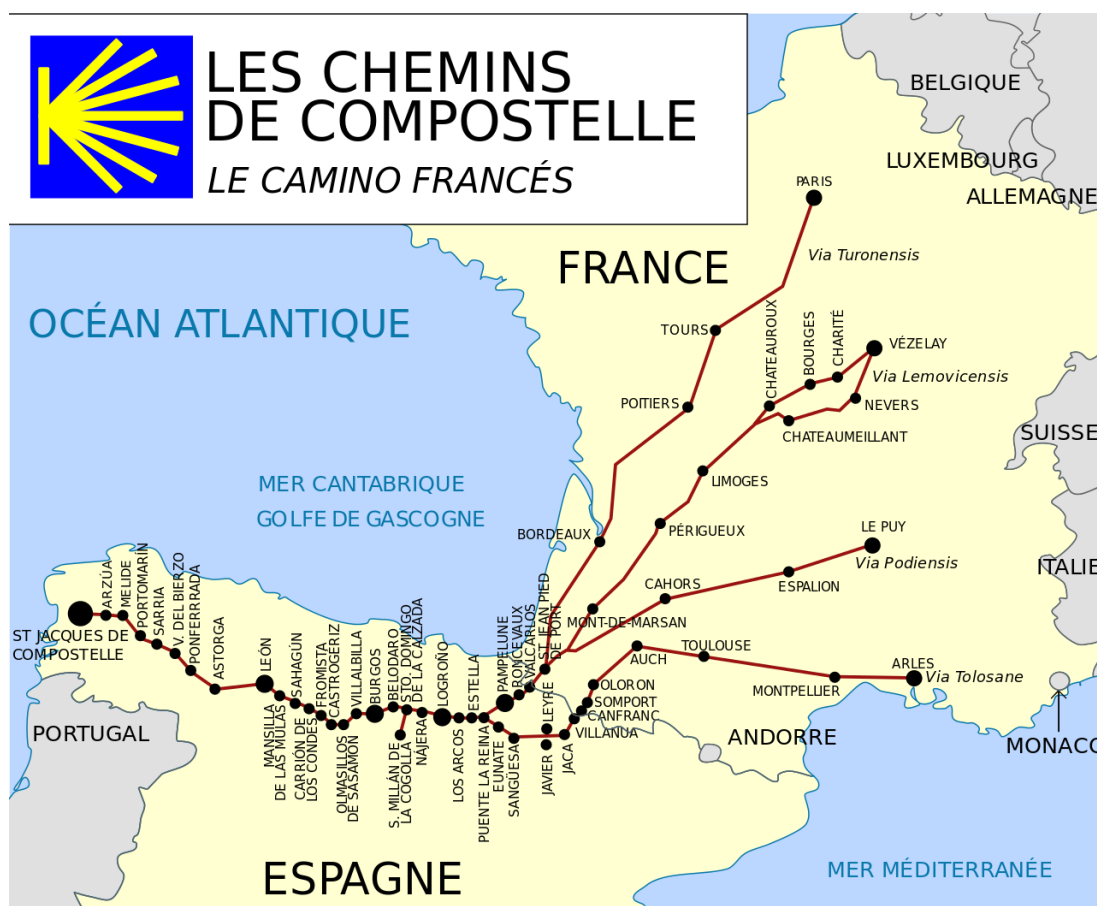 LES CHEMINS
DE COMPOSTELLE
LE CAMINO FRANCÉS
BELGIQUE
LUXEMBOURG
ALLEMAGNE
PARIS
Via Turonensis
FRANCE
OCÉAN ATLANTIQUE
TOURS
CHATEAUROUX
BOURGES
CHARITÉ
VÉZELAY
Via Lemovicensis
POITIERS
NEVERS
CHATEAUMEILLANT
SUISSE
LIMOGES
MER CANTABRIQUE
GOLFE DE GASCOGNE
BORDEAUX
PÉRIGUEUX
LE PUY
Via Podiensis
ITALIE
CAHORS
ESPALION
MONT-DE-MARSAN
ST JACQUES DE
COMPOSTELLE
ARZÚA
MELIDE
PORTOMARÍN
SARRIA
V. DEL BIERZO
PONFERRRADA
ASTORGA
LEÓN
MANSILLA
DE LAS MULAS
SAHAGÚN
CARRIÓN DE
LOS CONDES
FROMISTA
CASTROGERIZ
OLMASILLOS
DE SASAMÓN
VILLALBILLA
BURGOS
BELODARO
S. MILLÁN DE
LA COGOLLA
STO. DOMINGO
DE LA CALZADA
NÁJERA
LOGROÑO
LOS ARCOS
ESTELLA
PUENTE LA REINA
EUNATE
PAMPELUNE
SANGÜESA
RONCEVAUX
VALCARLOS
ST JEAN PIED
DE PORT
LEYRE
JAVIER
JACA
VILLANUA
CANFRANC
SOMPORT
OLORON
AUCH
TOULOUSE
MONTPELLIER
ARLES
Via Tolosane
PORTUGAL
ANDORRE
MONACO
ESPAGNE
MER MÉDITERRANÉE